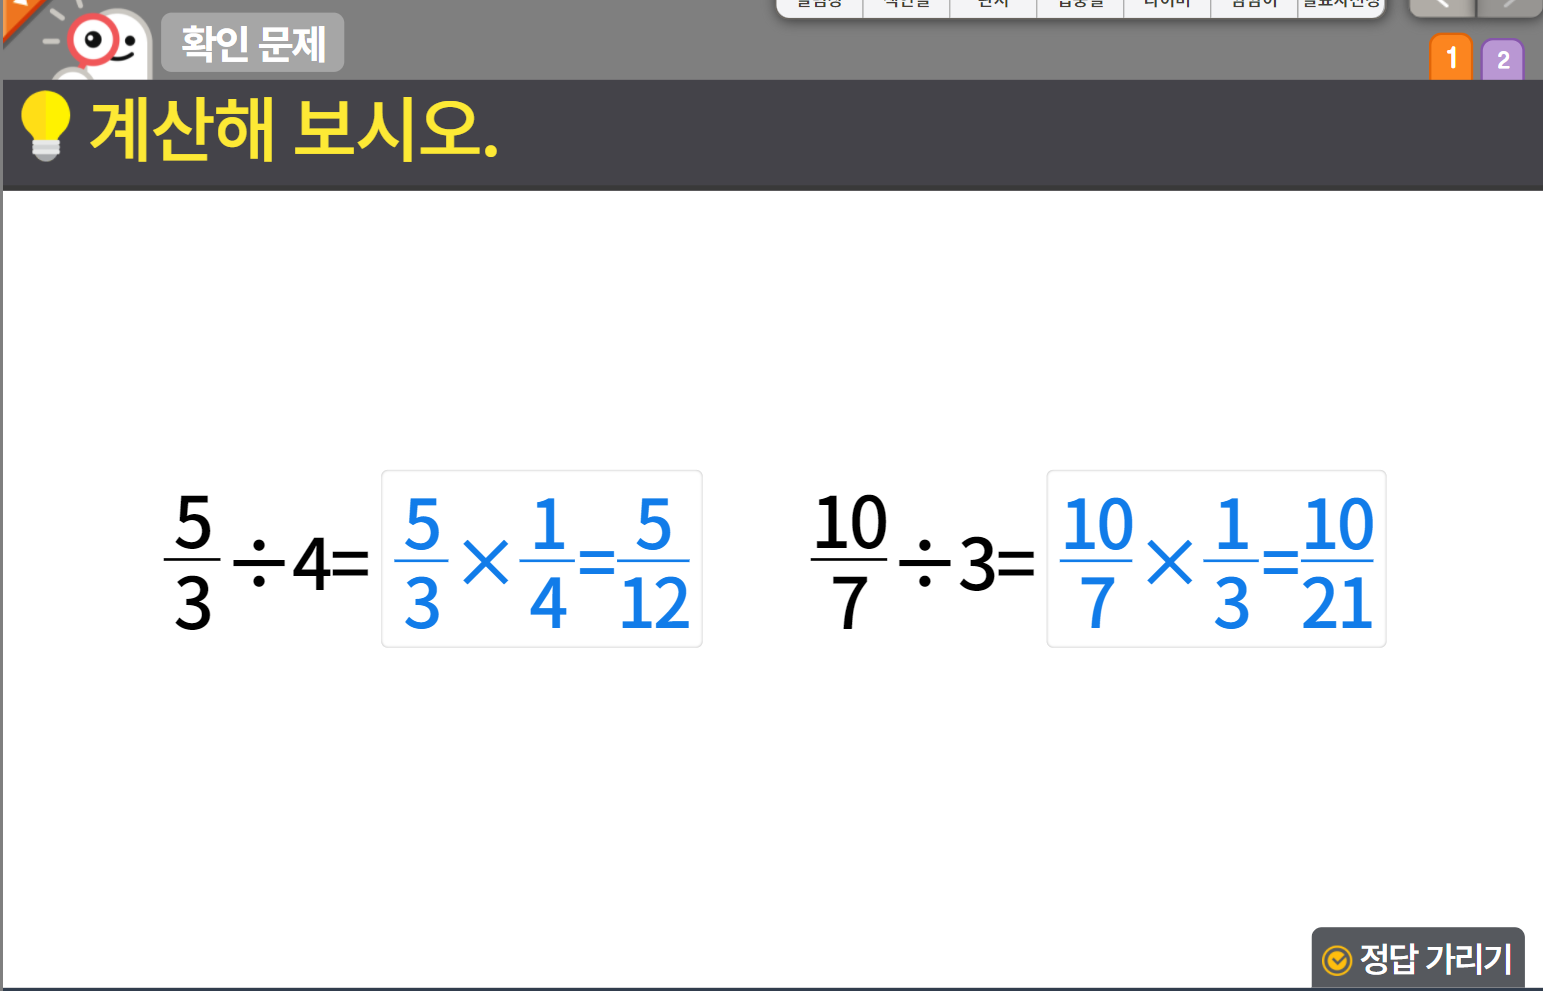 확인 문제
1 2
계산해 보시오.
5/3 ÷ 4 = 5/3 × 1/4 = 5/12
10/7 ÷ 3 = 10/7 × 1/3 = 10/21
정답 가리기